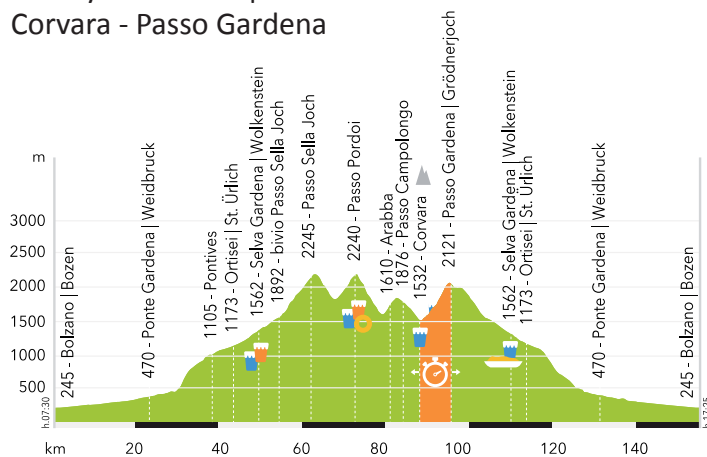 Corvara - Passo Gardena
m
3000
2500
2000
1500
1000
500
km
20
40
60
80
100
120
140
h.07:30
245 - Bolzano | Bozen
470 - Ponte Gardena | Weidbruck
1105 - Pontives
1173 - Ortisei | St. Ürlich
1562 - Selva Gardena | Wolkenstein
1892 - bivio Passo Sella Joch
2245 - Passo Sella Joch
2240 - Passo Pordoi
1610 - Arabba
1876 - Passo Campolongo
1532 - Corvara
2121 - Passo Gardena | Grödnerjoch
1562 - Selva Gardena | Wolkenstein
1173 - Ortisei | St. Ürlich
470 - Ponte Gardena | Weidbruck
245 - Bolzano | Bozen